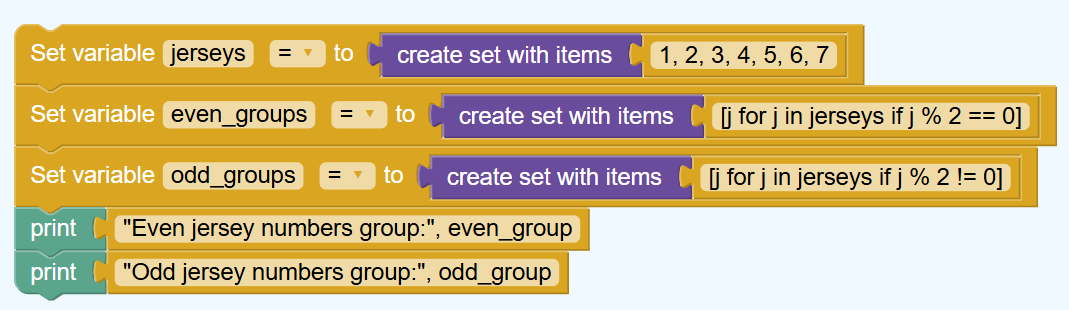 Set variable jerseys = to create set with items 1, 2, 3, 4, 5, 6, 7
Set variable even_groups = to create set with items [j for j in jerseys if j % 2 == 0]
Set variable odd_groups = to create set with items [j for j in jerseys if j % 2 != 0]
print "Even jersey numbers group:", even_group
print "Odd jersey numbers group:", odd_group